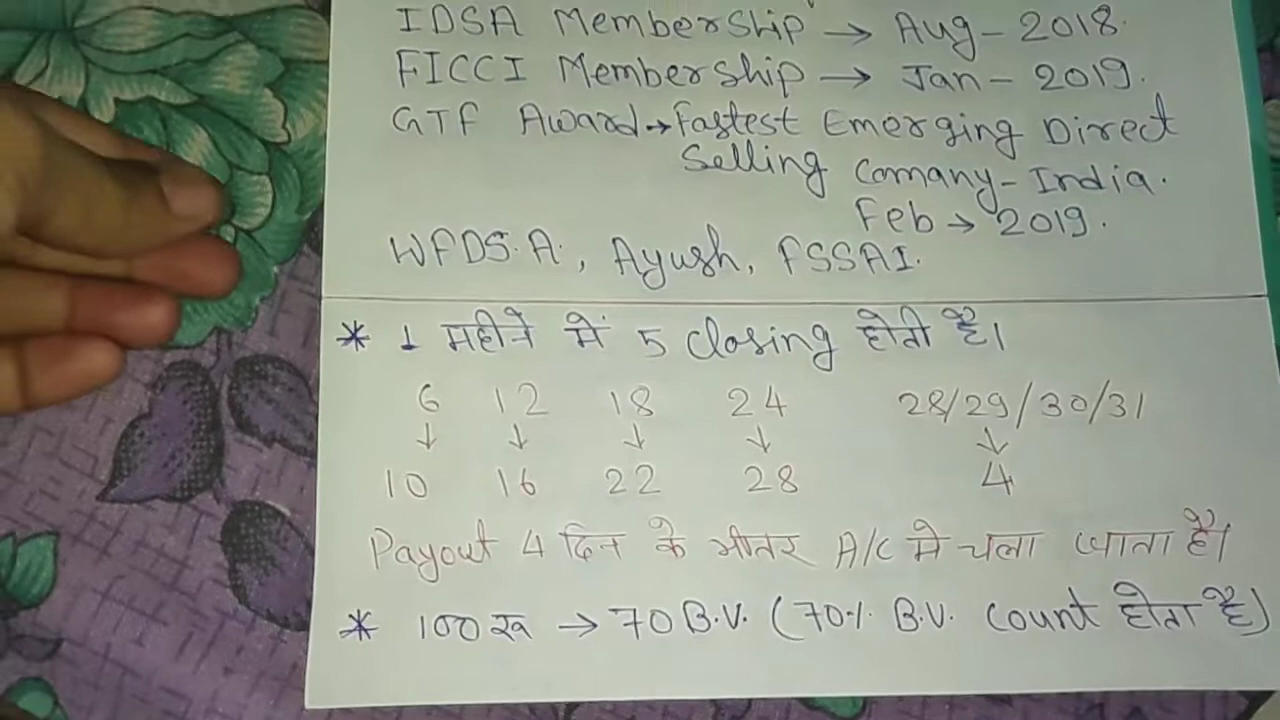 IDSA Membership → Aug - 2018.
FICCI Membership → Jan - 2019.
GTF Award → Fastest Emerging Direct
Selling Comany - India.
Feb → 2019.
WFDS.A., Ayush, FSSAI.
* 1 महीने में 5 closing होती है।
6 12 18 24 28/29/30/31
↓ ↓ ↓ ↓ ↓
10 16 22 28 4
Payout 4 दिन के भीतर A/C मे चला जाता है।
* 100 रू → 70 B.V. (70% B.V. Count होता है)